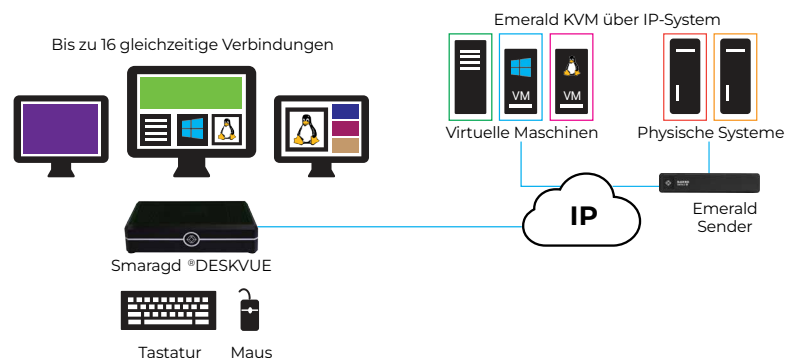 Emerald KVM über IP-System
Bis zu 16 gleichzeitige Verbindungen
VM
VM
Virtuelle Maschinen
Physische Systeme
IP
Emerald
Sender
Smaragd ®DESKVUE
Tastatur
Maus